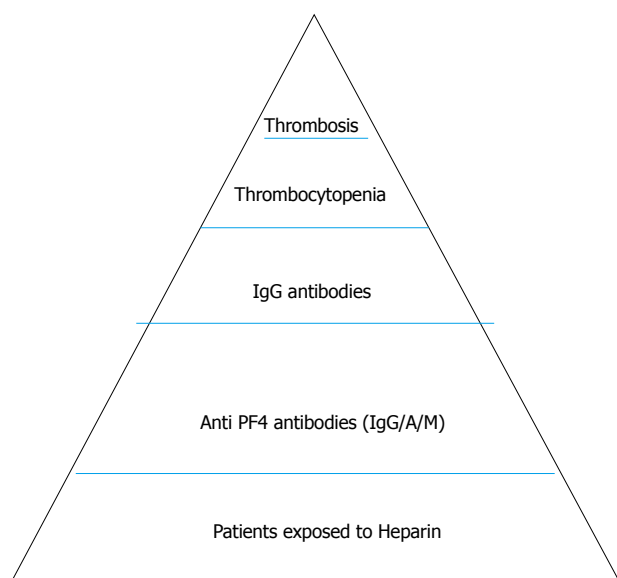 Thrombosis
Thrombocytopenia
IgG antibodies
Anti PF4 antibodies (IgG/A/M)
Patients exposed to Heparin